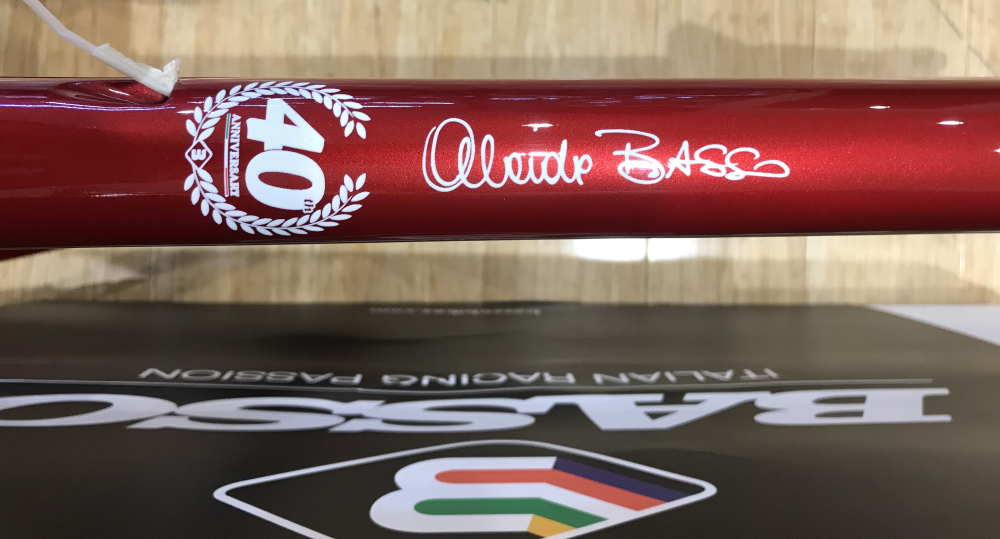 40th
ANNIVERSARY
Alcide BASSO
ITALIAN RACING PASSION
BASSO